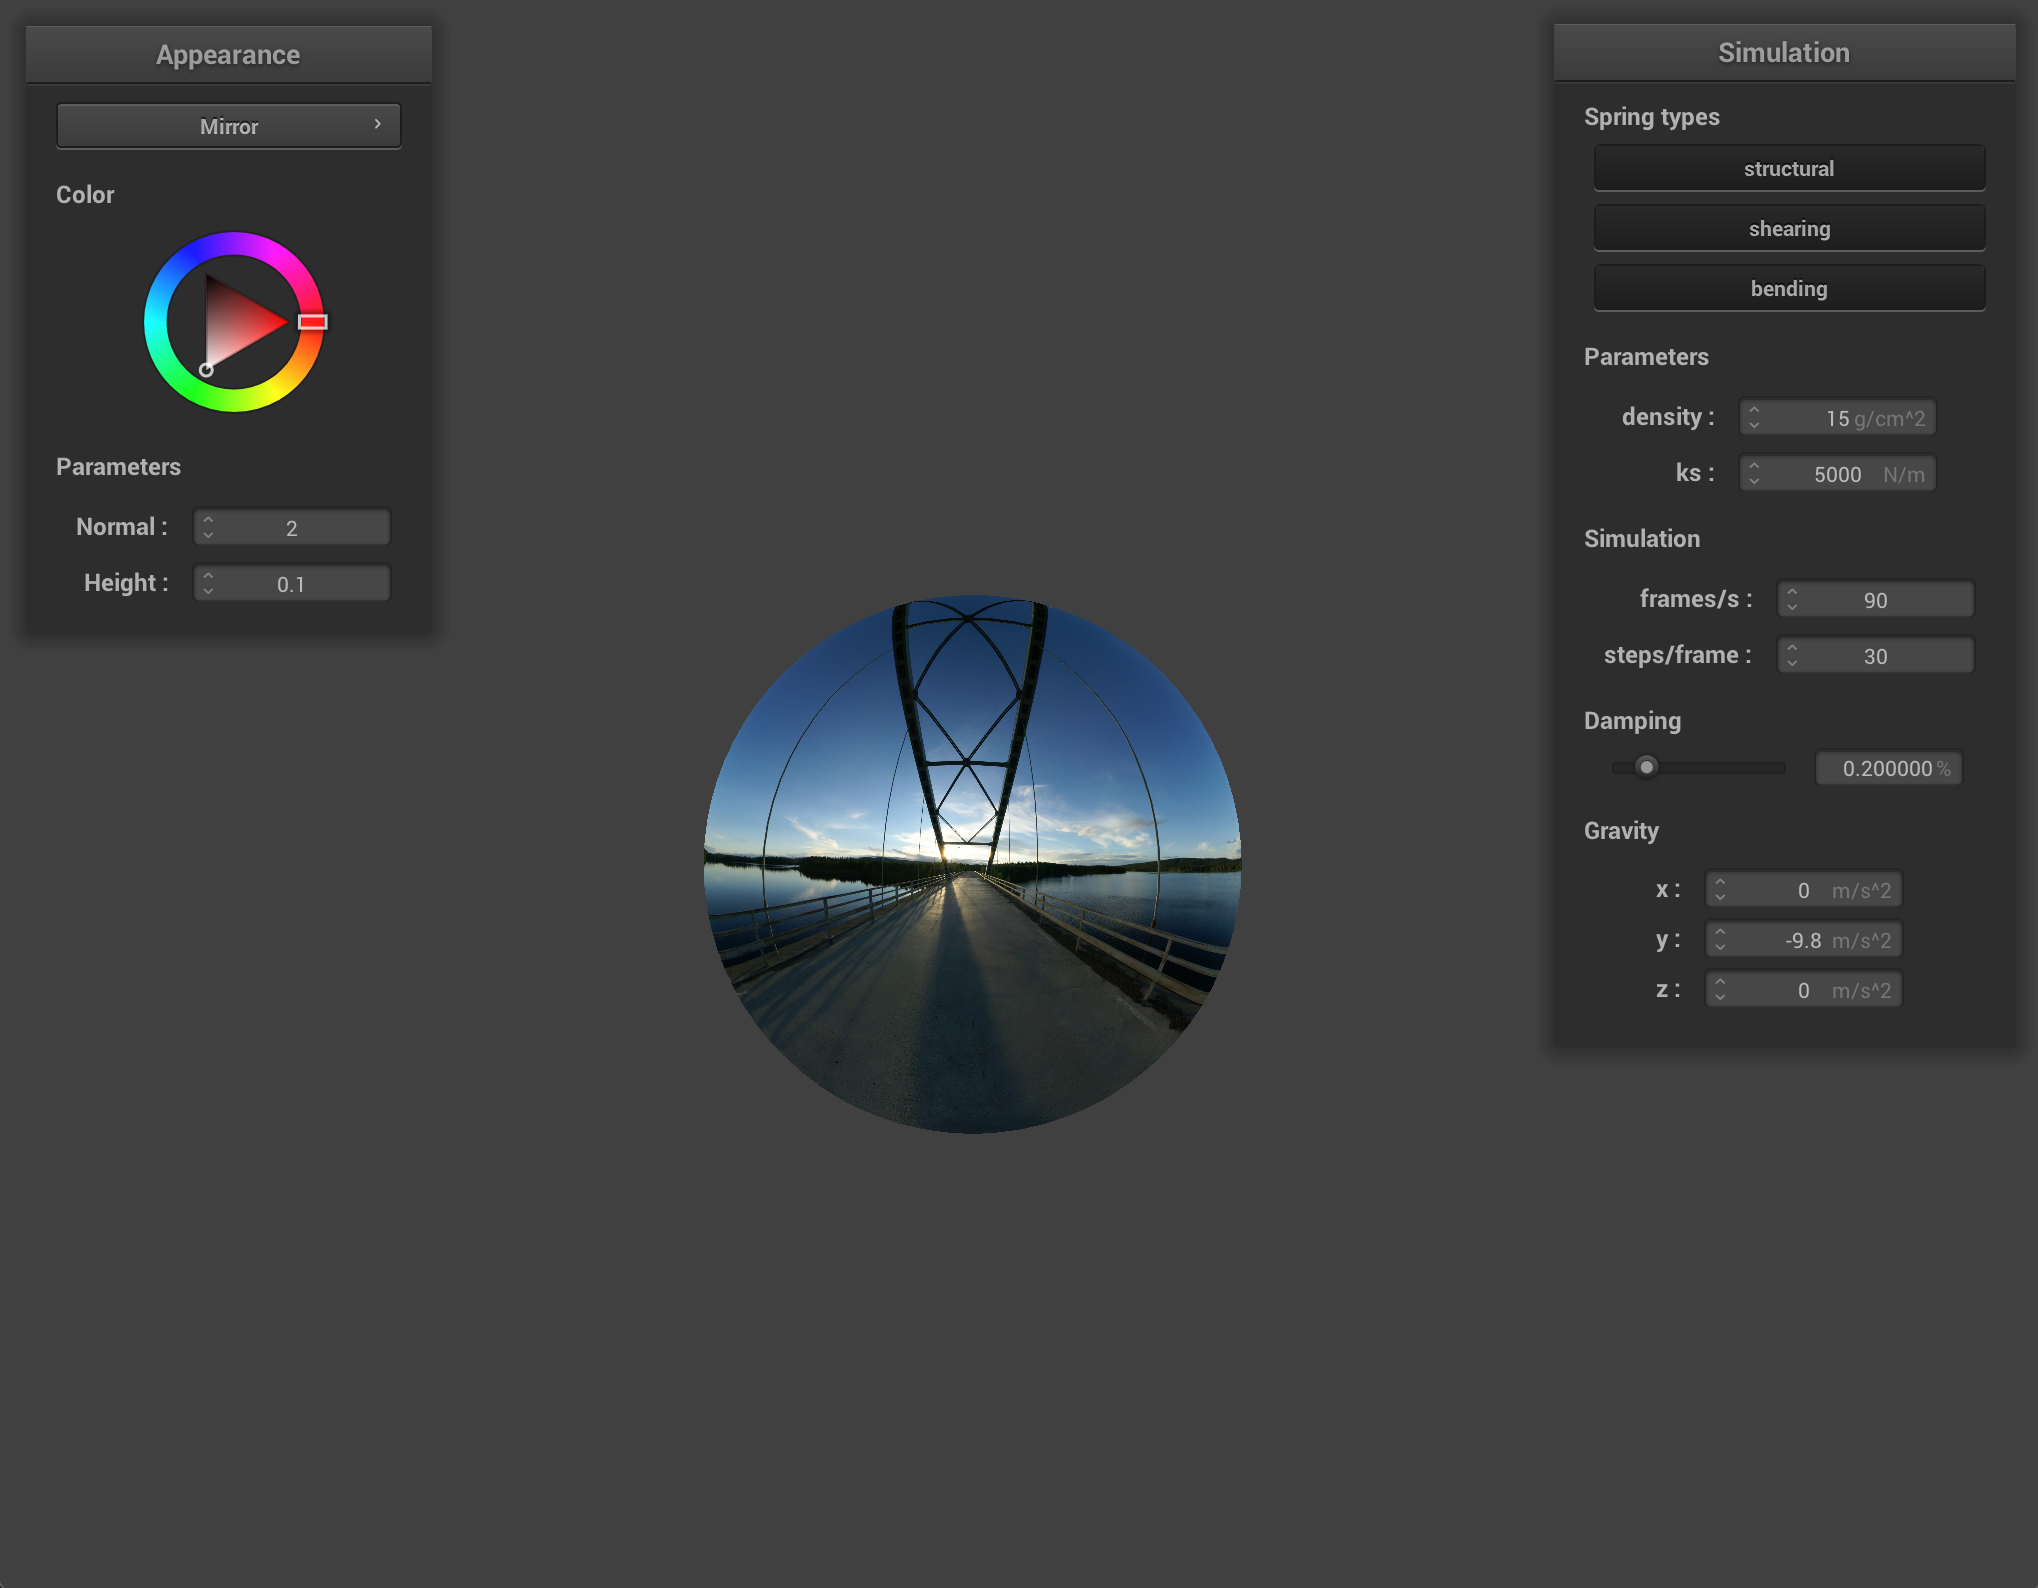 Appearance
Mirror
Color
Parameters
Normal : 2
Height : 0.1
Simulation
Spring types
structural
shearing
bending
Parameters
density : 15 g/cm^2
ks : 5000 N/m
Simulation
frames/s : 90
steps/frame : 30
Damping
0.200000 %
Gravity
x : 0 m/s^2
y : -9.8 m/s^2
z : 0 m/s^2